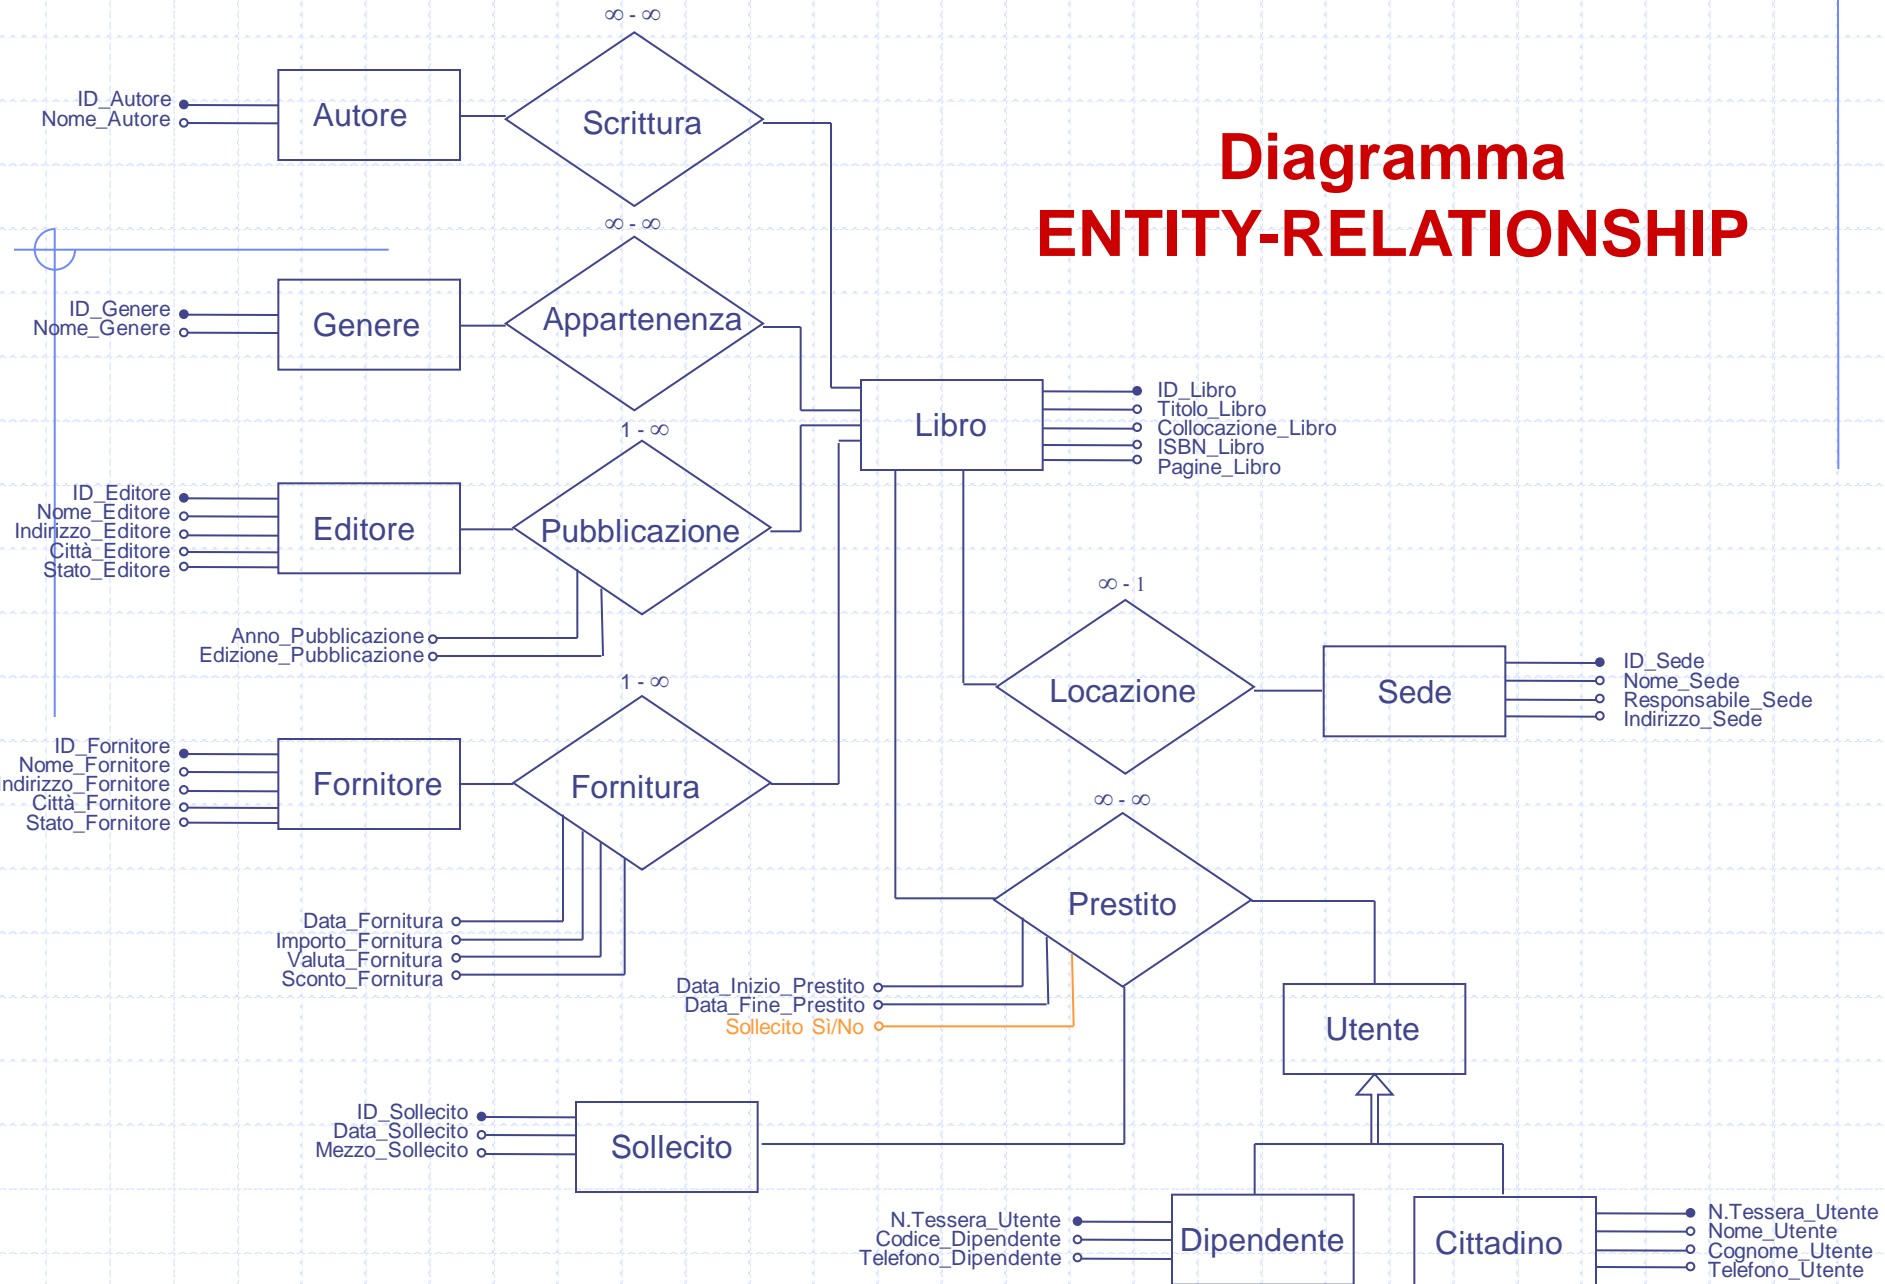 ∞ - ∞
ID_Autore
Nome_Autore
Autore
Scrittura
Diagramma
ENTITY-RELATIONSHIP
∞ - ∞
ID_Genere
Nome_Genere
Genere
Appartenenza
Libro
ID_Libro
Titolo_Libro
Collocazione_Libro
ISBN_Libro
Pagine_Libro
1 - ∞
ID_Editore
Nome_Editore
Indirizzo_Editore
Città_Editore
Stato_Editore
Editore
Pubblicazione
Anno_Pubblicazione
Edizione_Pubblicazione
∞ - 1
Locazione
Sede
ID_Sede
Nome_Sede
Responsabile_Sede
Indirizzo_Sede
1 - ∞
ID_Fornitore
Nome_Fornitore
Indirizzo_Fornitore
Città_Fornitore
Stato_Fornitore
Fornitore
Fornitura
Data_Fornitura
Importo_Fornitura
Valuta_Fornitura
Sconto_Fornitura
∞ - ∞
Prestito
Data_Inizio_Prestito
Data_Fine_Prestito
Sollecito Sì/No
Utente
ID_Sollecito
Data_Sollecito
Mezzo_Sollecito
Sollecito
N.Tessera_Utente
Codice_Dipendente
Telefono_Dipendente
Dipendente
Cittadino
N.Tessera_Utente
Nome_Utente
Cognome_Utente
Telefono_Utente